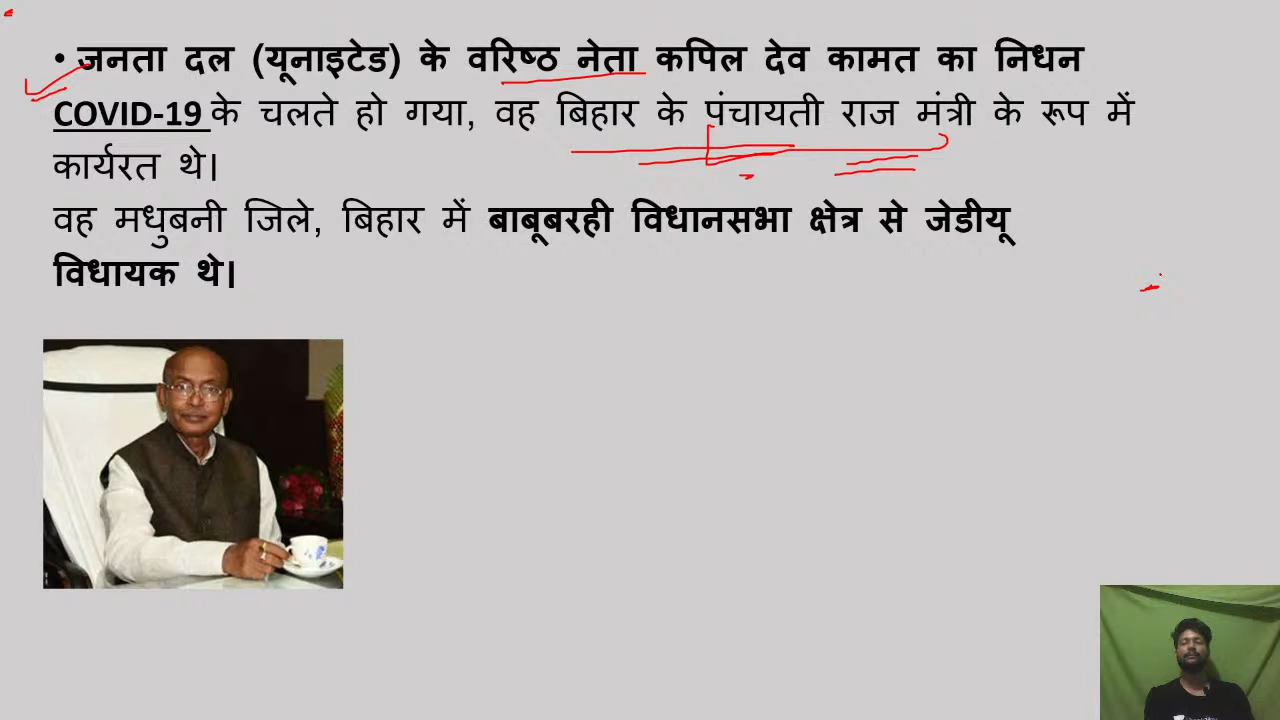 • जनता दल (यूनाइटेड) के वरिष्ठ नेता कपिल देव कामत का निधन
COVID-19 के चलते हो गया, वह बिहार के पंचायती राज मंत्री के रूप में
कार्यरत थे।
वह मधुबनी जिले, बिहार में बाबूबरही विधानसभा क्षेत्र से जेडीयू
विधायक थे।